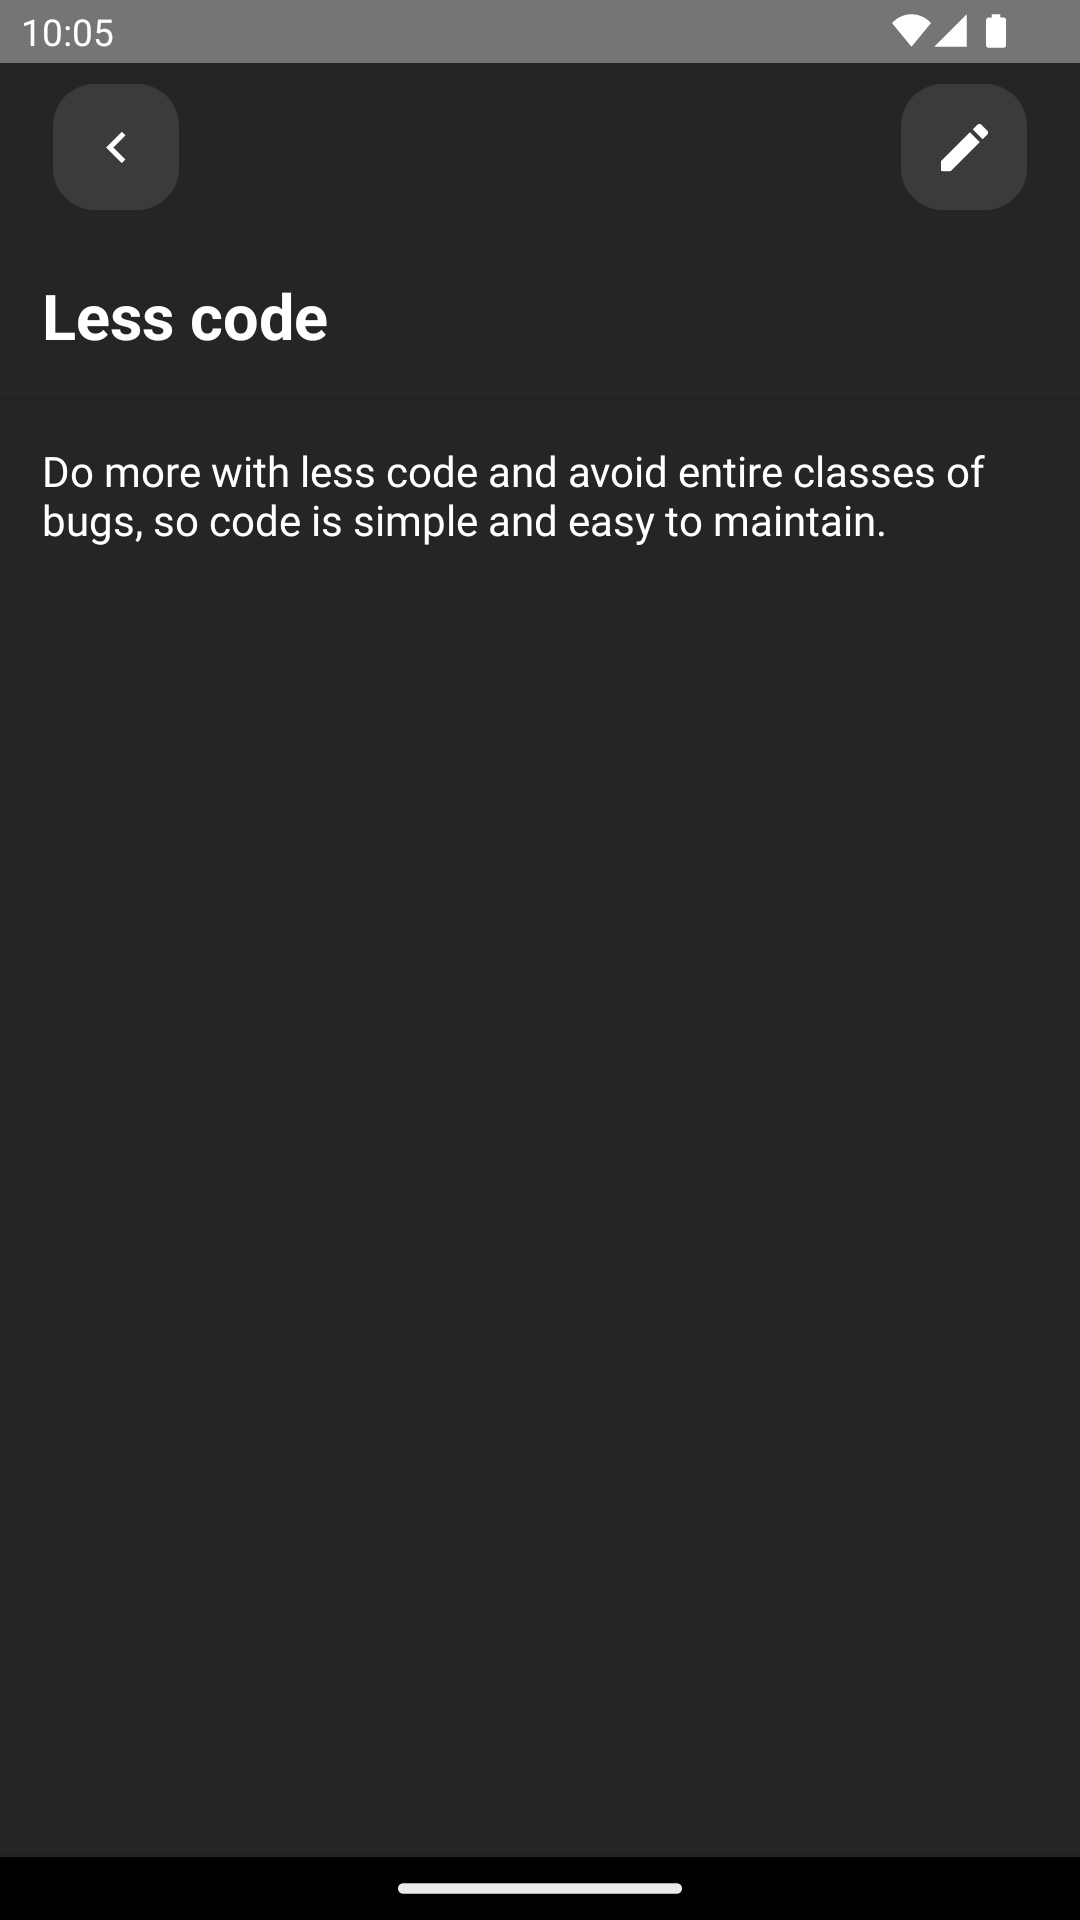 10:05
Less code
Do more with less code and avoid entire classes of
bugs, so code is simple and easy to maintain.